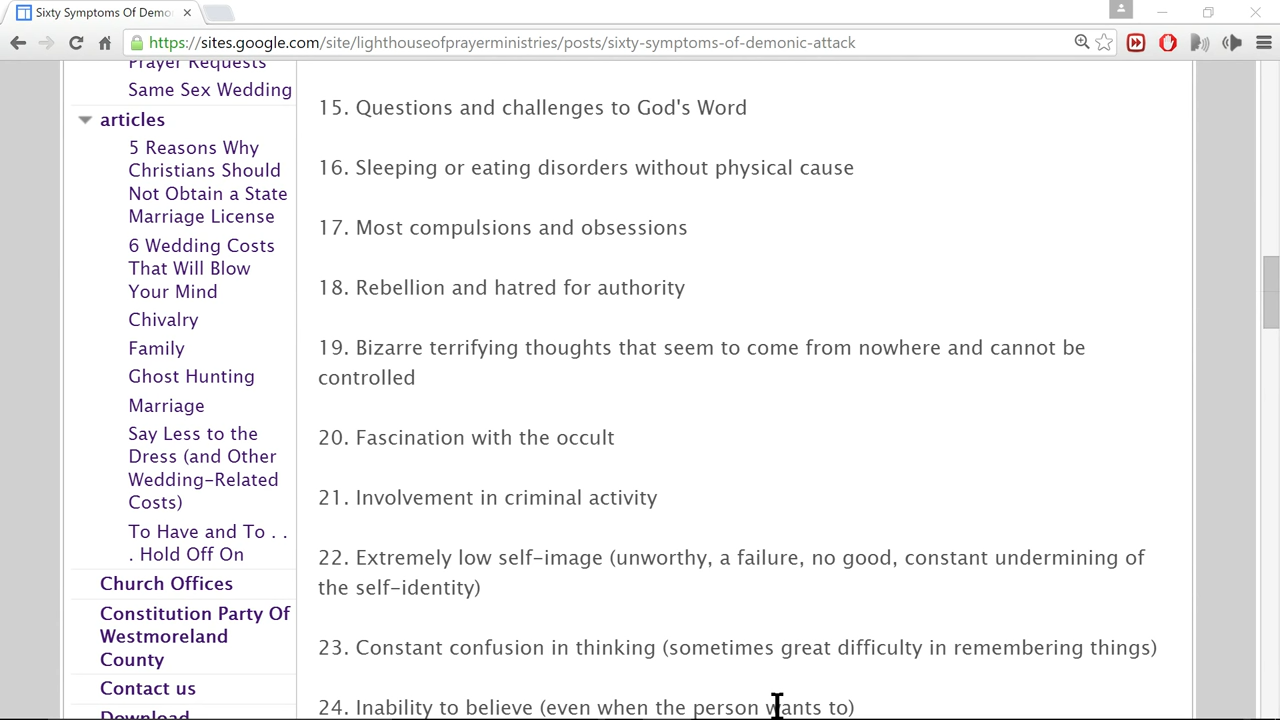 Sixty Symptoms Of Demo
https://sites.google.com/site/lighthouseofprayerministries/posts/sixty-symptoms-of-demonic-attack
Prayer Requests
Same Sex Wedding
articles
5 Reasons Why
Christians Should
Not Obtain a State
Marriage License
6 Wedding Costs
That Will Blow
Your Mind
Chivalry
Family
Ghost Hunting
Marriage
Say Less to the
Dress (and Other
Wedding-Related
Costs)
To Have and To . .
. Hold Off On
Church Offices
Constitution Party Of
Westmoreland
County
Contact us
Download
15. Questions and challenges to God's Word
16. Sleeping or eating disorders without physical cause
17. Most compulsions and obsessions
18. Rebellion and hatred for authority
19. Bizarre terrifying thoughts that seem to come from nowhere and cannot be
controlled
20. Fascination with the occult
21. Involvement in criminal activity
22. Extremely low self-image (unworthy, a failure, no good, constant undermining of
the self-identity)
23. Constant confusion in thinking (sometimes great difficulty in remembering things)
24. Inability to believe (even when the person wants to)